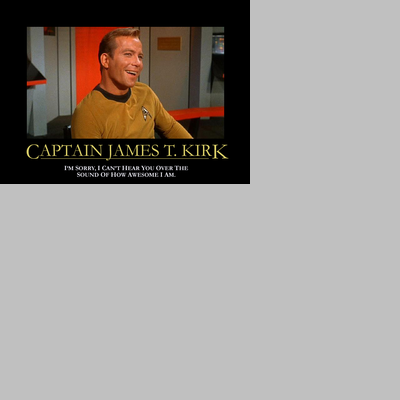 CAPTAIN JAMES T. KIRK
I'M SORRY, I CAN'T HEAR YOU OVER THE
SOUND OF HOW AWESOME I AM.